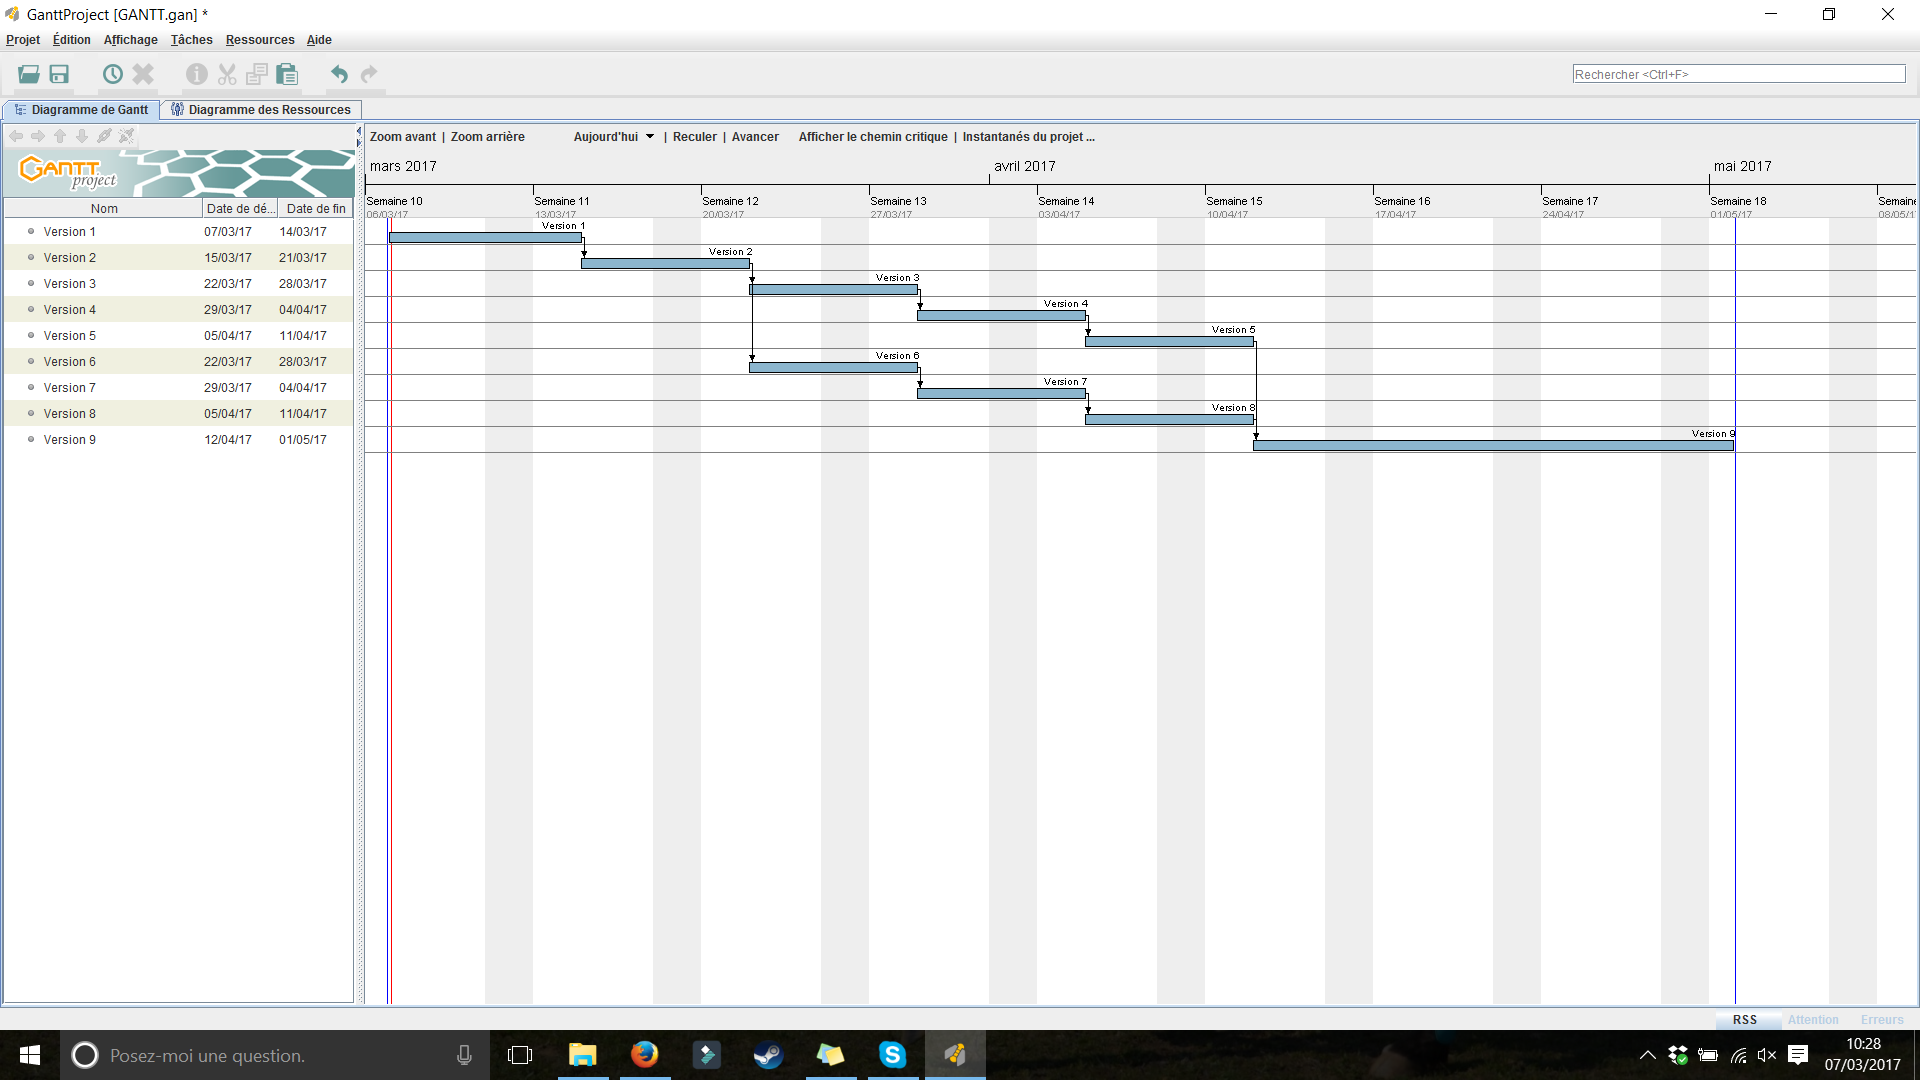 GanttProject [GANTT.gan] *
Projet Édition Affichage Tâches Ressources Aide
Rechercher <Ctrl+F>
Diagramme de Gantt Diagramme des Ressources
Zoom avant | Zoom arrière Aujourd'hui | Reculer | Avancer Afficher le chemin critique | Instantanés du projet ...
GANTT project
mars 2017 avril 2017 mai 2017
Nom Date de dé... Date de fin
Semaine 10 Semaine 11 Semaine 12 Semaine 13 Semaine 14 Semaine 15 Semaine 16 Semaine 17 Semaine 18 Semaine
06/03/17 13/03/17 20/03/17 27/03/17 03/04/17 10/04/17 17/04/17 24/04/17 01/05/17 08/05/1
Version 1 07/03/17 14/03/17 Version 1
Version 2 15/03/17 21/03/17 Version 2
Version 3 22/03/17 28/03/17 Version 3
Version 4 29/03/17 04/04/17 Version 4
Version 5 05/04/17 11/04/17 Version 5
Version 6 22/03/17 28/03/17 Version 6
Version 7 29/03/17 04/04/17 Version 7
Version 8 05/04/17 11/04/17 Version 8
Version 9 12/04/17 01/05/17 Version 9
RSS Attention Erreurs
Posez-moi une question.
10:28
07/03/2017